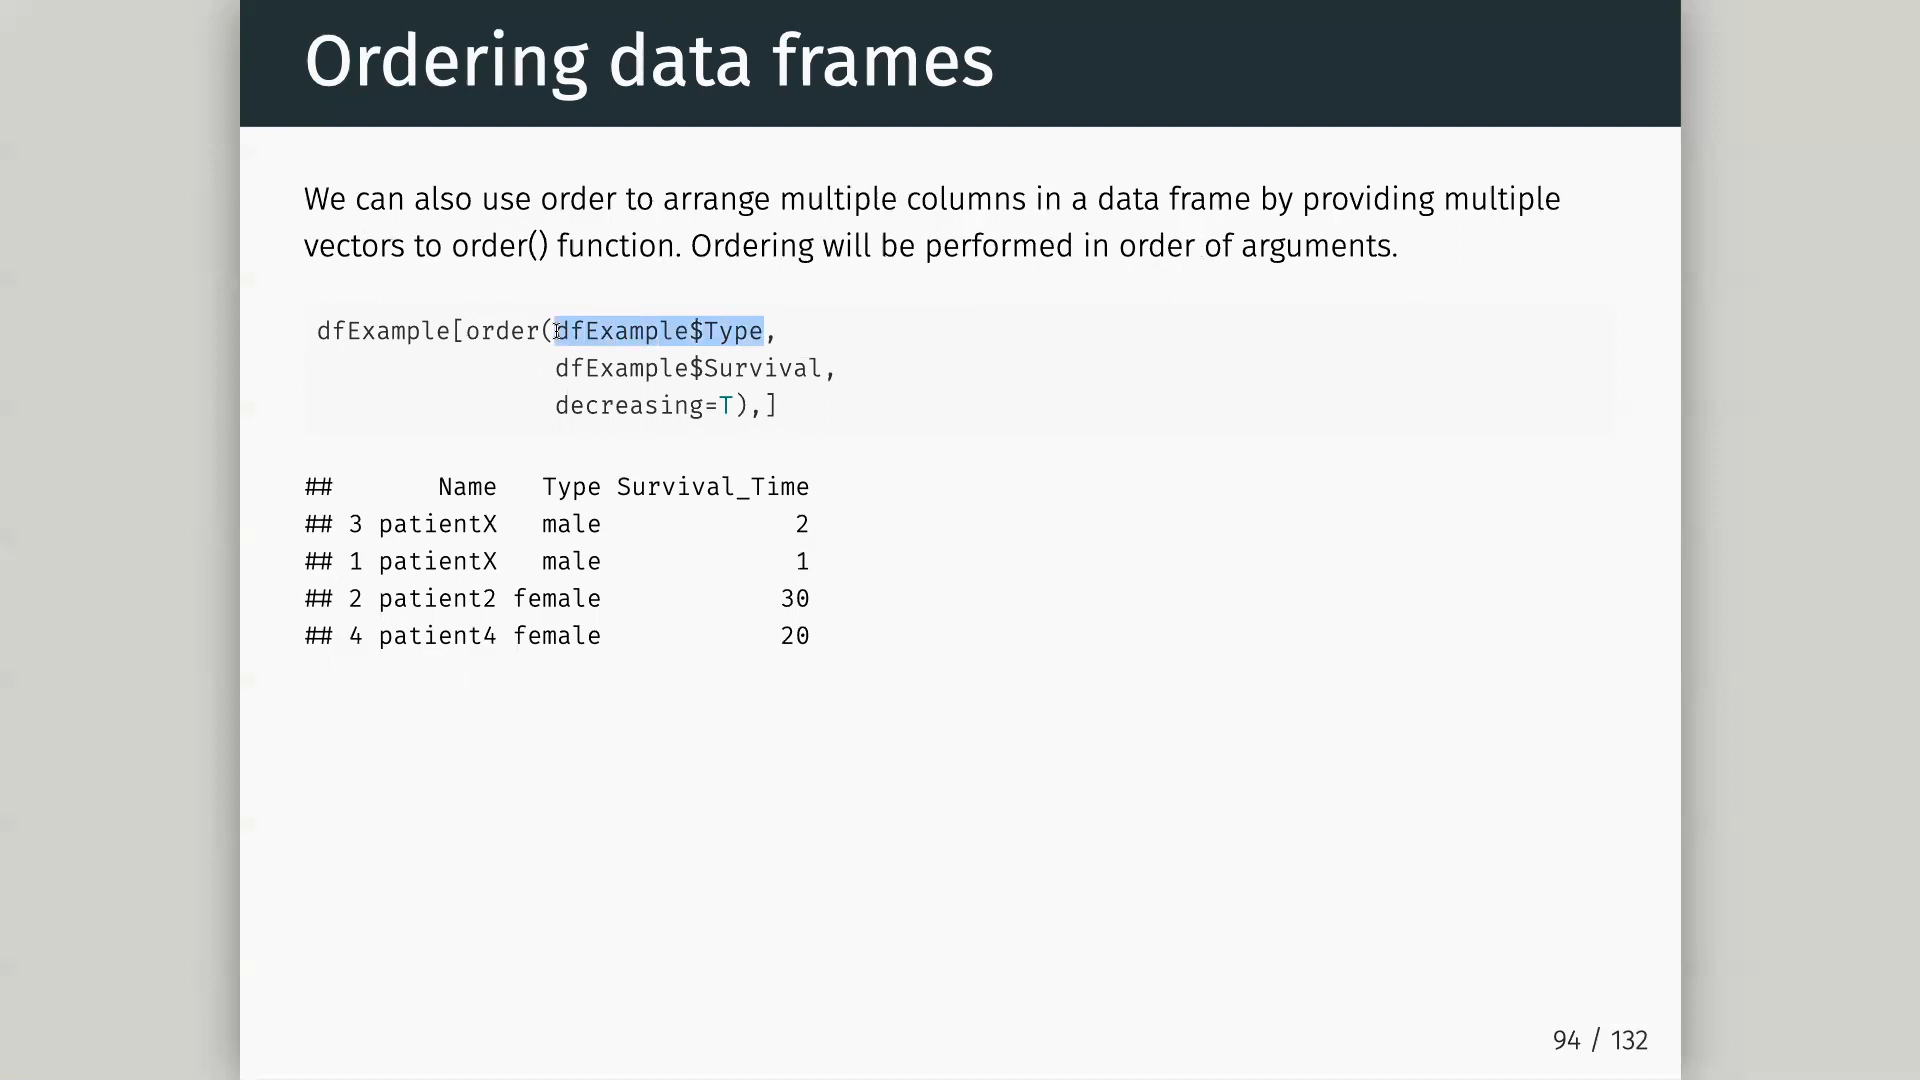 Ordering data frames
We can also use order to arrange multiple columns in a data frame by providing multiple
vectors to order() function. Ordering will be performed in order of arguments.
dfExample[order(dfExample$Type,
dfExample$Survival,
decreasing=T),]
## Name Type Survival_Time
## 3 patientX male 2
## 1 patientX male 1
## 2 patient2 female 30
## 4 patient4 female 20
94 / 132